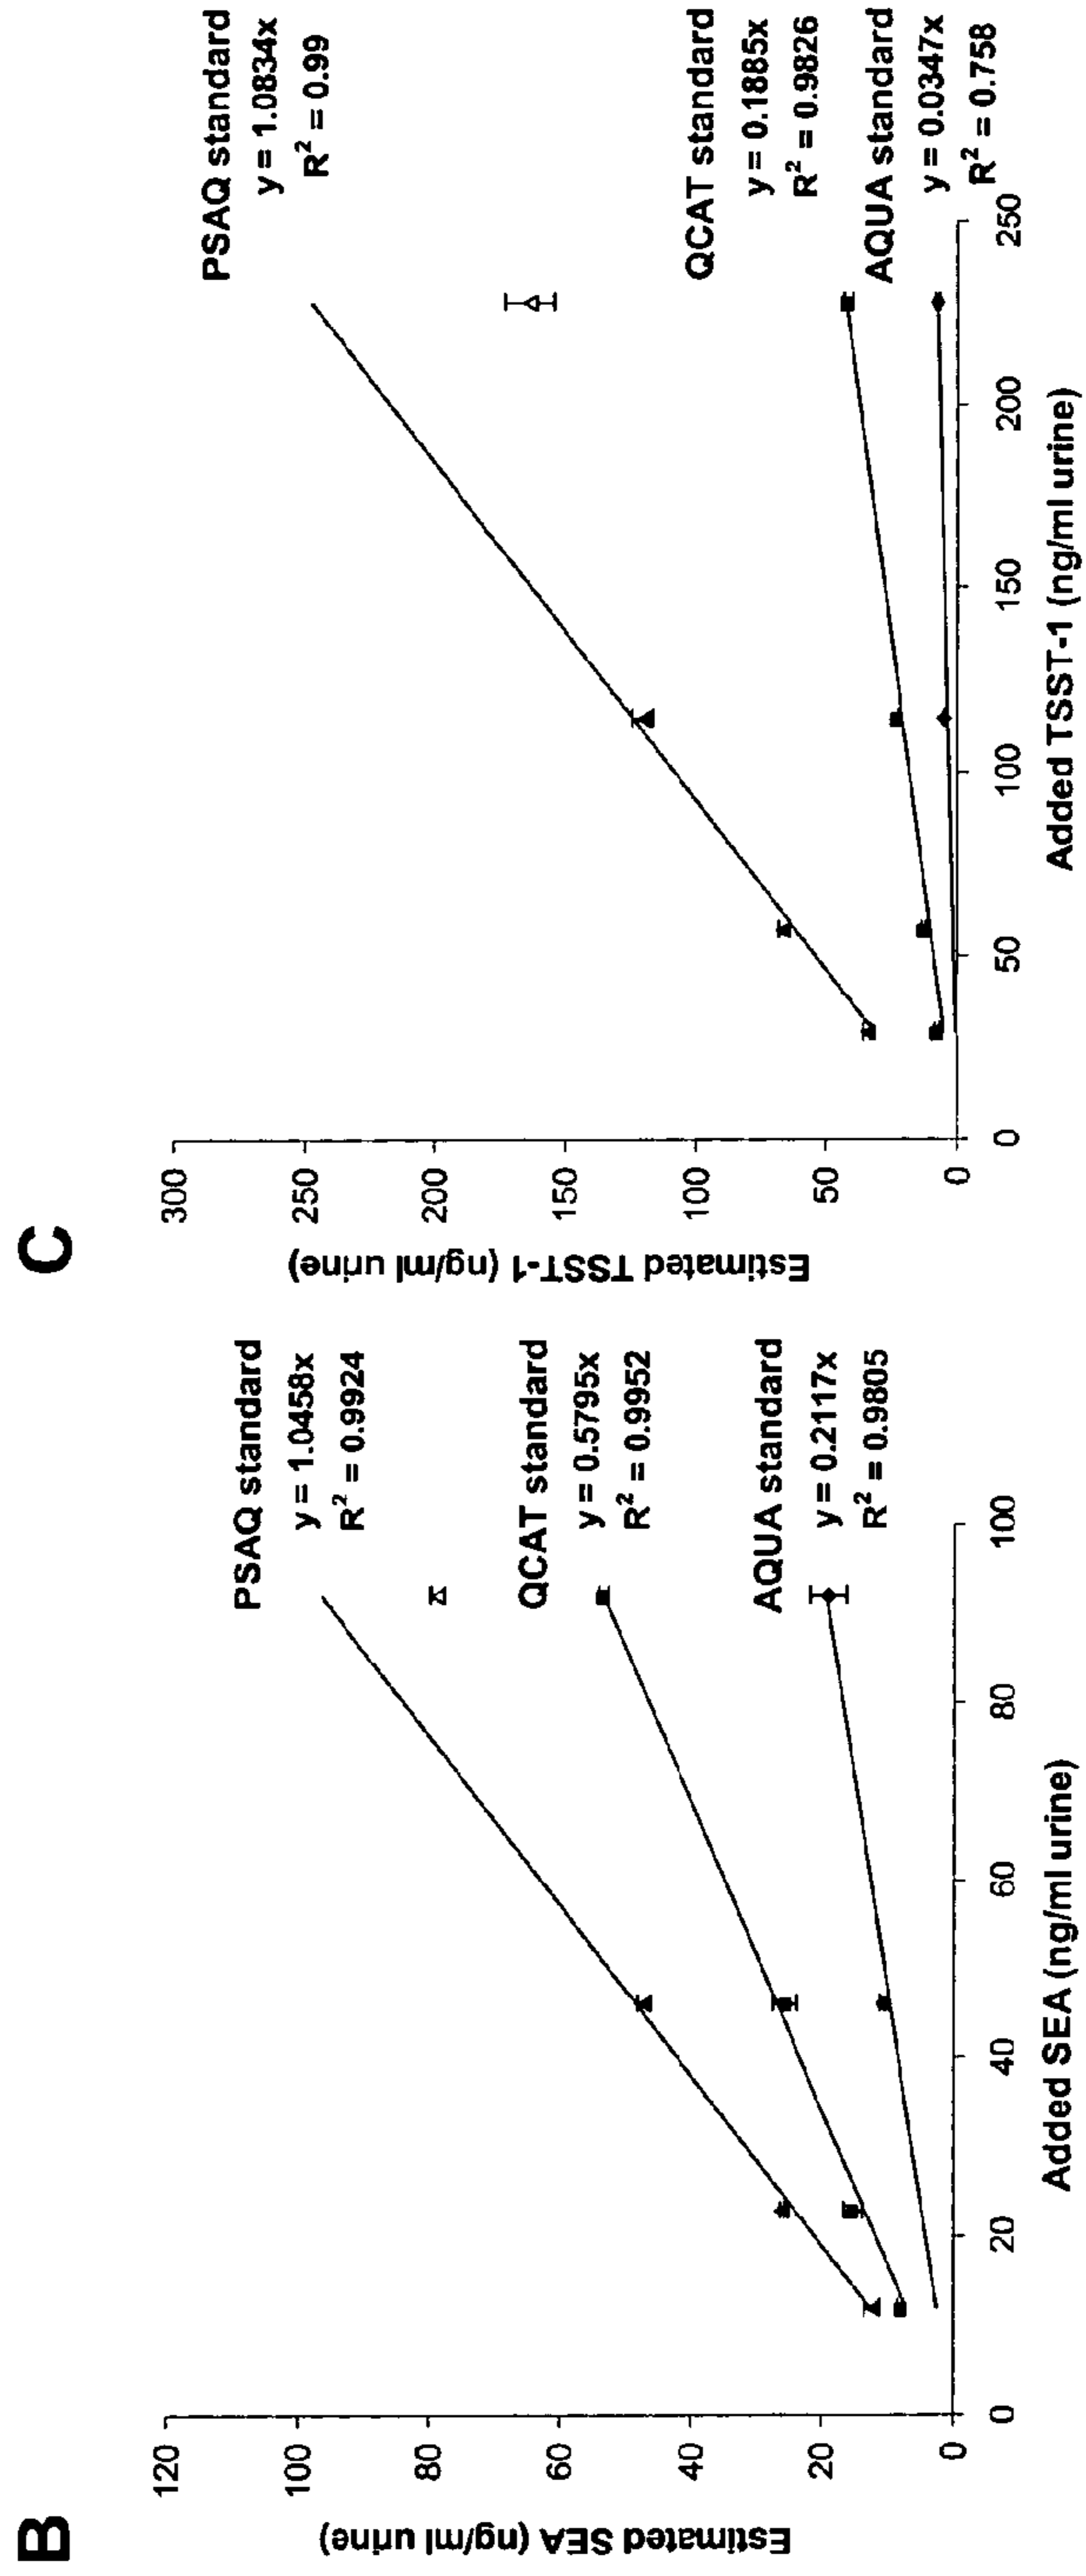 B
Estimated SEA (ng/ml urine)
120
100
80
60
40
20
0
0
20
40
60
80
100
Added SEA (ng/ml urine)
PSAQ standard
y = 1.0458x
R² = 0.9924
QCAT standard
y = 0.5795x
R² = 0.9952
AQUA standard
y = 0.2117x
R² = 0.9805
C
Estimated TSST-1 (ng/ml urine)
300
250
200
150
100
50
0
0
50
100
150
200
250
Added TSST-1 (ng/ml urine)
PSAQ standard
y = 1.0834x
R² = 0.99
QCAT standard
y = 0.1885x
R² = 0.9826
AQUA standard
y = 0.0347x
R² = 0.758